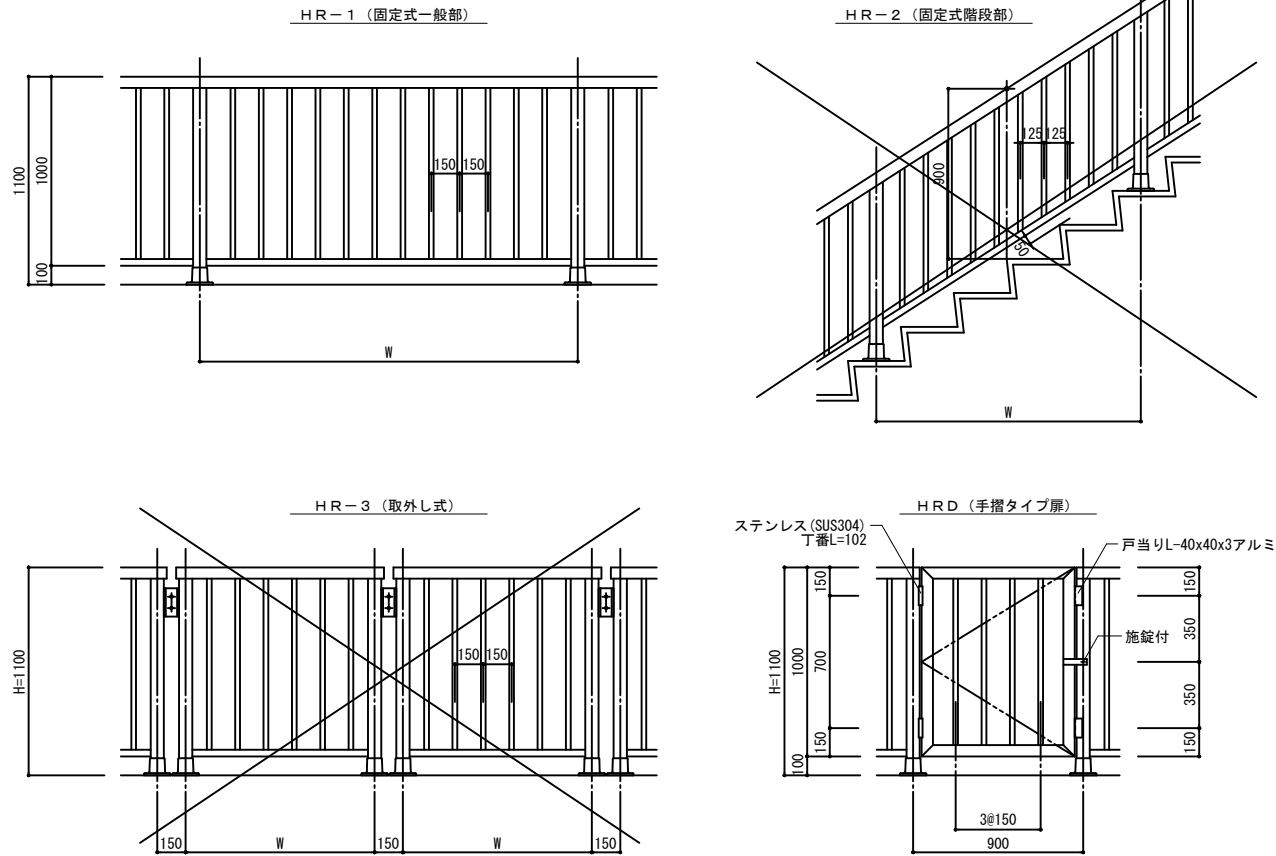 HR-1 (固定式一般部)
1100
1000
100
150 150
W
HR-2 (固定式階段部)
900
125 125
50
W
HR-3 (取外し式)
H=1100
150 150
150
W
150
W
150
HRD (手摺タイプ扉)
ステンレス(SUS304)
丁番L=102
戸当りL-40x40x3アルミ
施錠付
H=1100
1000
100
150
700
150
150
350
350
150
3@150
900